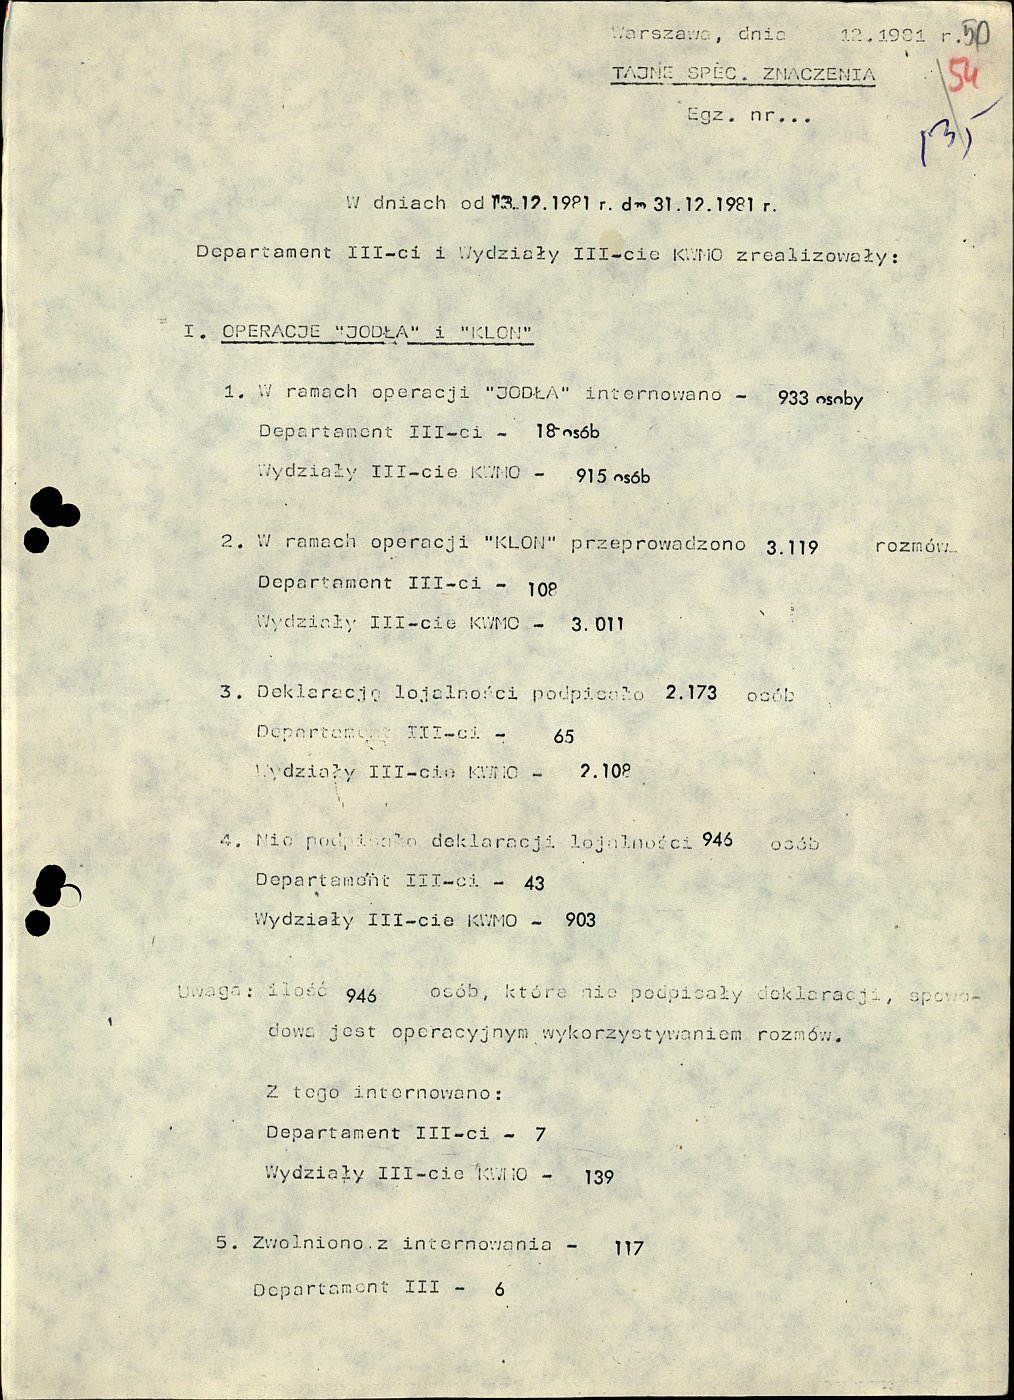 Warszawa, dnia 12.1981 r. 50
TAJNE SPEC. ZNACZENIA
54
Egz. nr...
135
W dniach od 13.12.1981 r. do 31.12.1981 r.
Departament III-ci i Wydziały III-cie KWMO zrealizowały:
I. OPERACJE "JODŁA" i "KLON"
1. W ramach operacji "JODŁA" internowano - 933 osoby
Departament III-ci - 18 osób
Wydziały III-cie KWMO - 915 osób
2. W ramach operacji "KLON" przeprowadzono 3.119 rozmów
Departament III-ci - 108
Wydziały III-cie KWMO - 3.011
3. Deklarację lojalności podpisało 2.173 osób
Departament III-ci - 65
Wydziały III-cie KWMO - 2.108
4. Nie podpisało deklaracji lojalności 946 osób
Departament III-ci - 43
Wydziały III-cie KWMO - 903
Uwaga: ilość 946 osób, które nie podpisały deklaracji, spowo-
dowa jest operacyjnym wykorzystywaniem rozmów.
Z tego internowano:
Departament III-ci - 7
Wydziały III-cie KWMO - 139
5. Zwolniono z internowania - 117
Departament III - 6